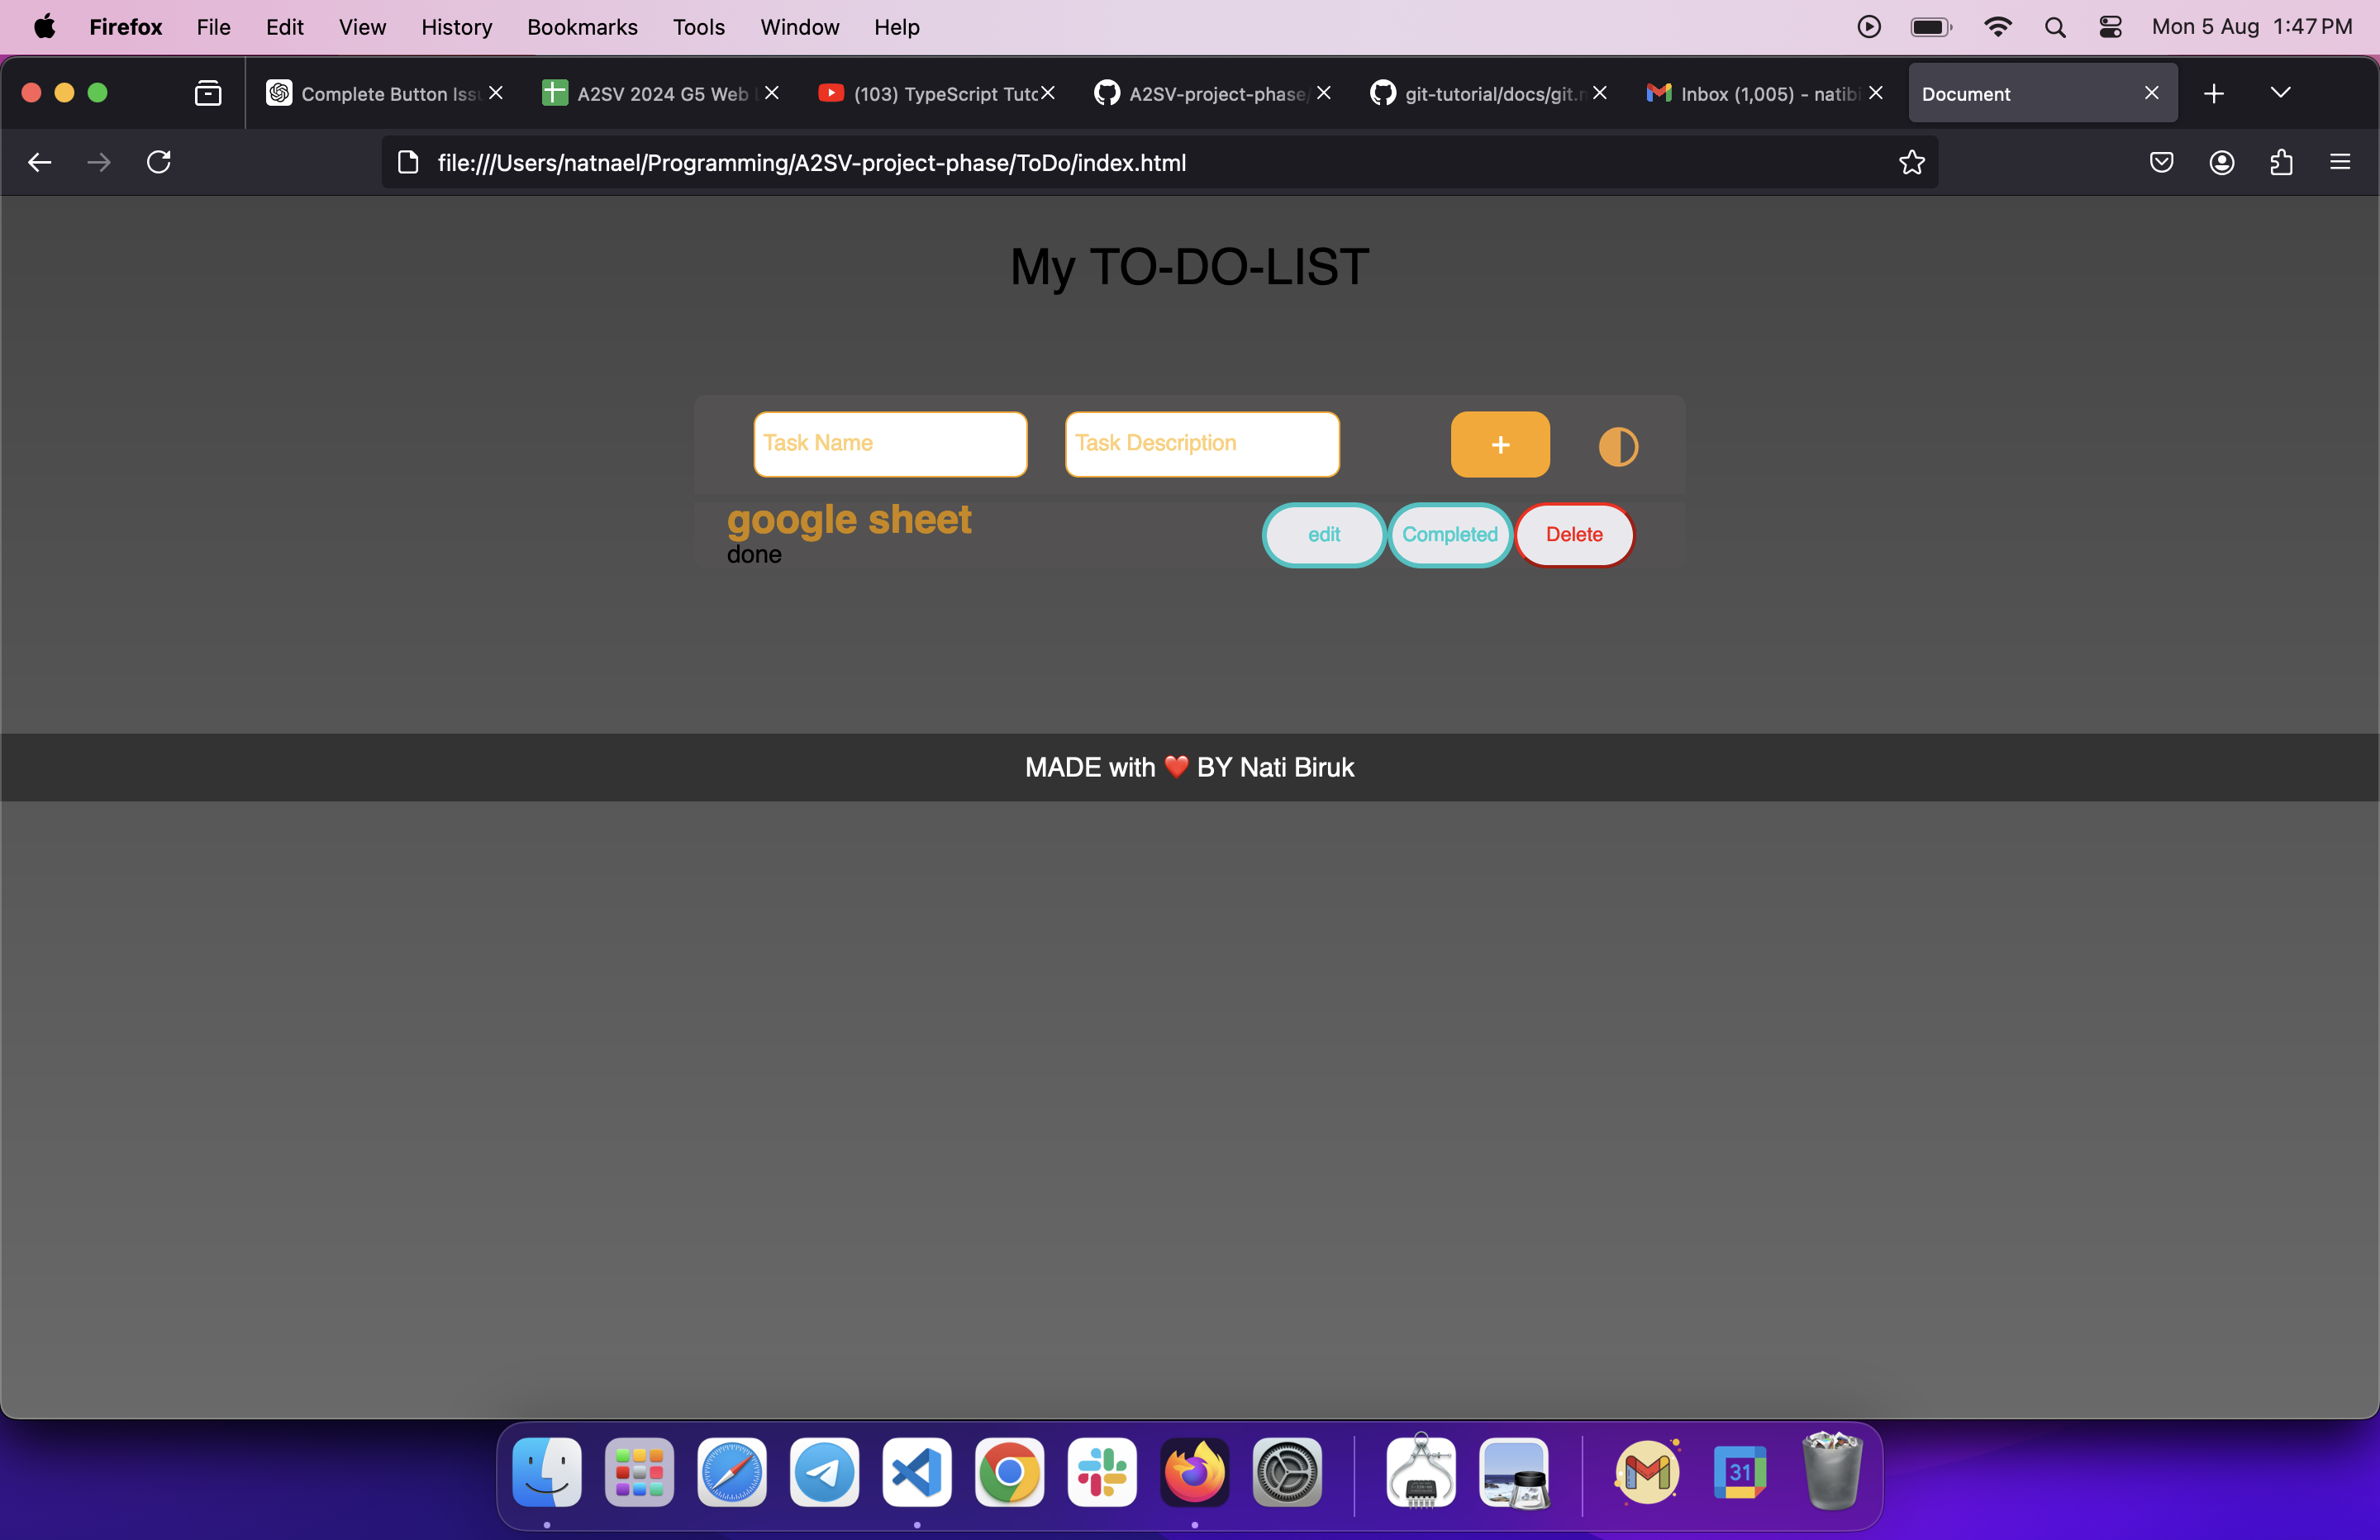 Firefox File Edit View History Bookmarks Tools Window Help Mon 5 Aug 1:47 PM
Complete Button Iss A2SV 2024 G5 Web (103) TypeScript Tutc A2SV-project-phase/ git-tutorial/docs/git.n Inbox (1,005) - natibi Document
file:///Users/natnael/Programming/A2SV-project-phase/ToDo/index.html
My TO-DO-LIST
Task Name Task Description +
google sheet
done
edit Completed Delete
MADE with ❤️ BY Nati Biruk
31